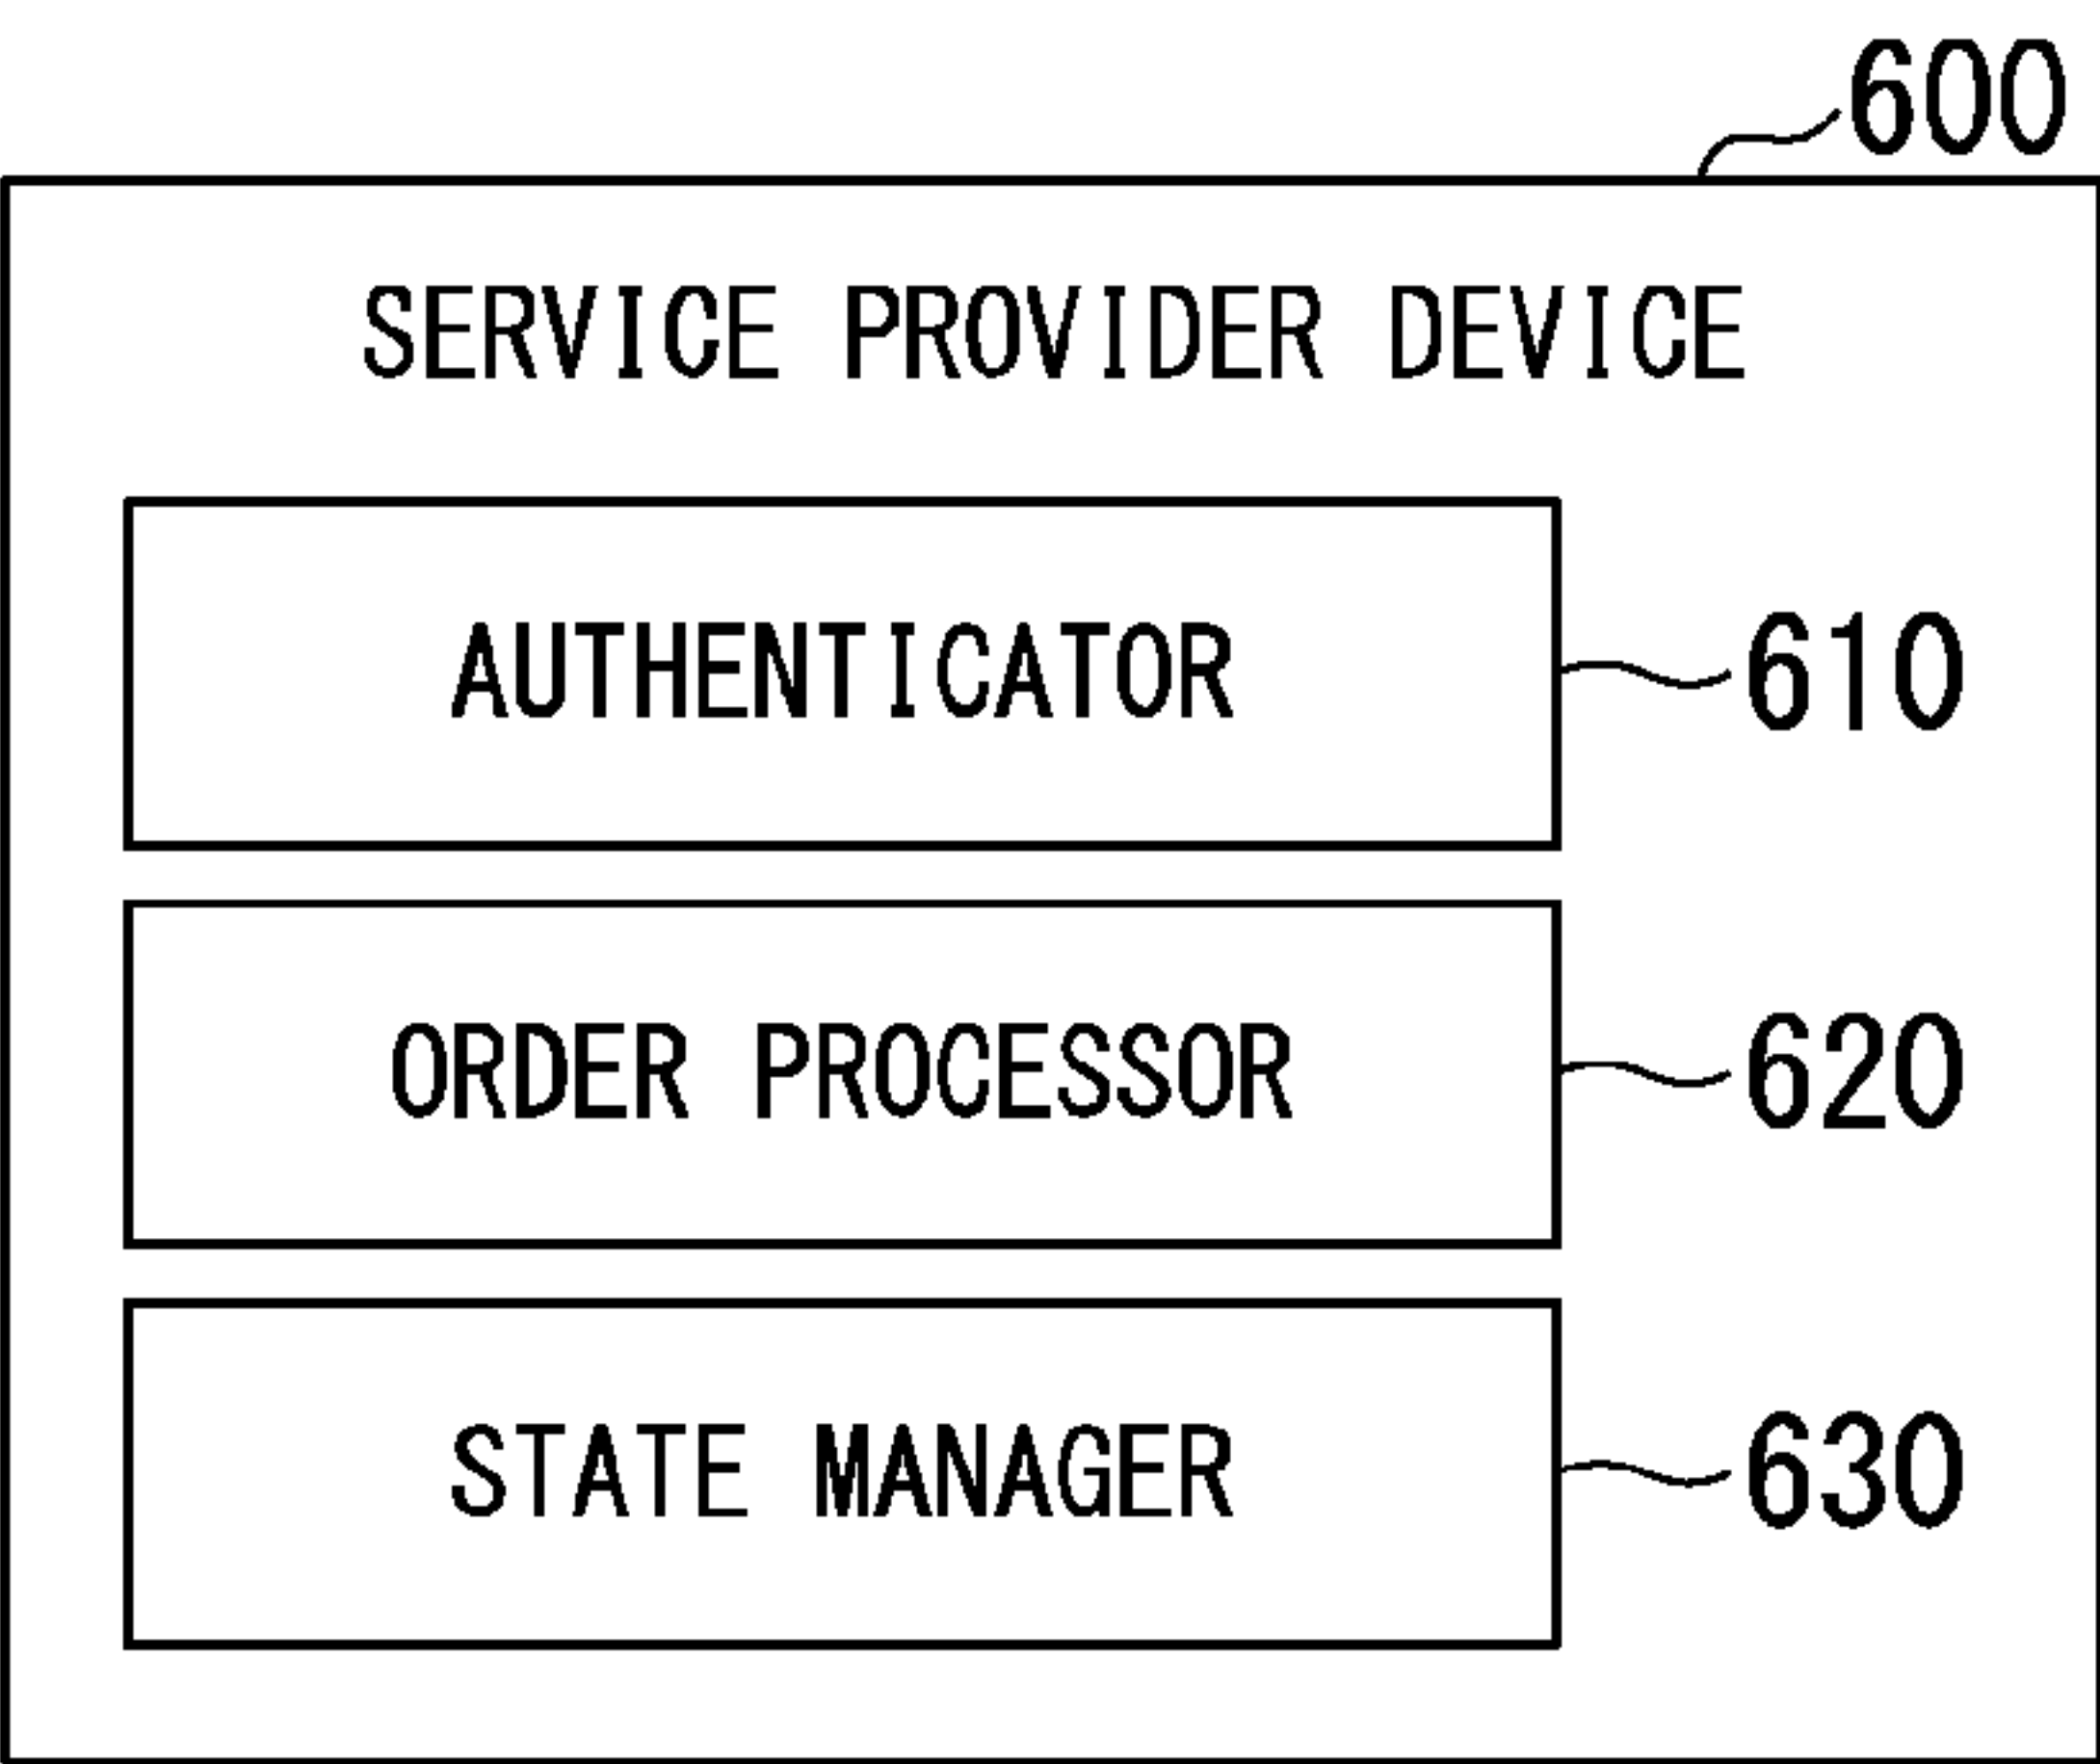 600
SERVICE PROVIDER DEVICE
AUTHENTICATOR
610
ORDER PROCESSOR
620
STATE MANAGER
630